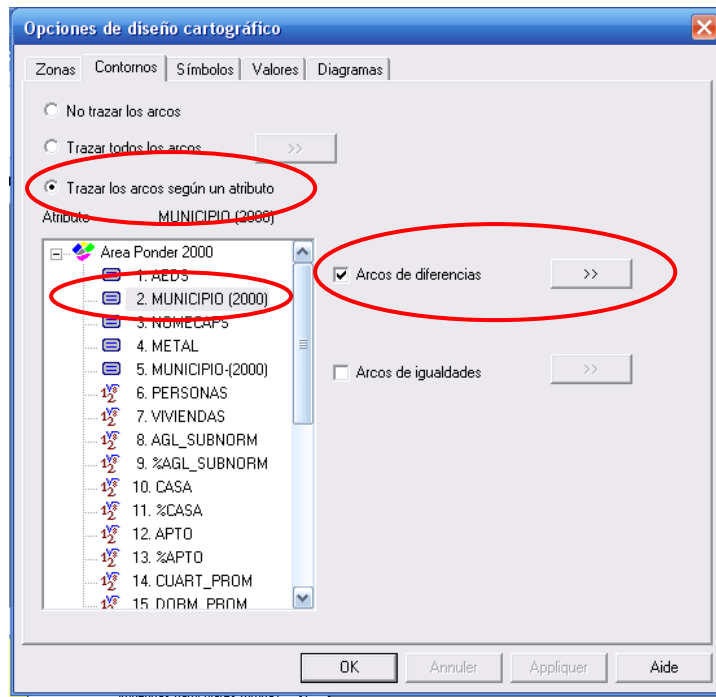 Opciones de diseño cartográfico
Zonas Contornos Símbolos Valores Diagramas
No trazar los arcos
Trazar todos los arcos >>
Trazar los arcos según un atributo
Atributo MUNICIPIO (2000)
Area Ponder 2000
1. AEDS
2. MUNICIPIO (2000)
3. NOMECAPS
4. METAL
5. MUNICIPIO-(2000)
6. PERSONAS
7. VIVIENDAS
8. AGL_SUBNORM
9. %AGL_SUBNORM
10. CASA
11. %CASA
12. APTO
13. %APTO
14. CUART_PROM
15. DORM_PROM
Arcos de diferencias >>
Arcos de igualdades >>
OK Annuler Appliquer Aide